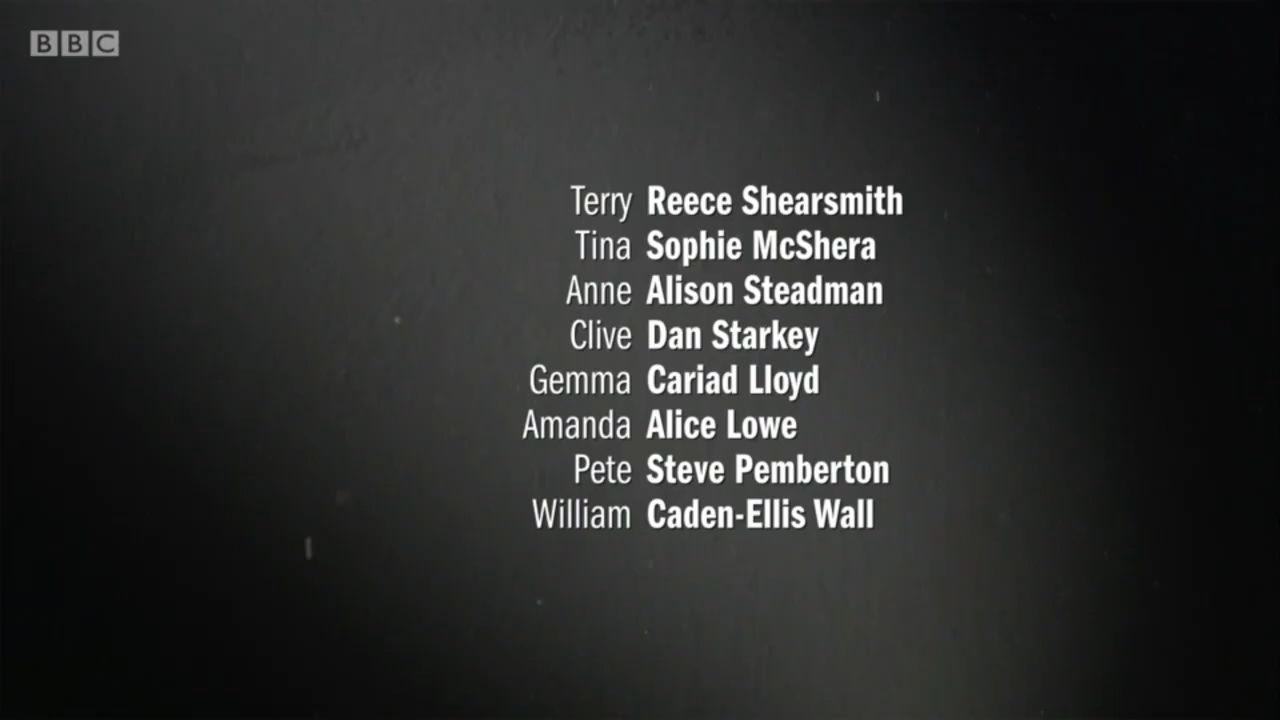 BBC
Terry Reece Shearsmith
Tina Sophie McShera
Anne Alison Steadman
Clive Dan Starkey
Gemma Cariad Lloyd
Amanda Alice Lowe
Pete Steve Pemberton
William Caden-Ellis Wall